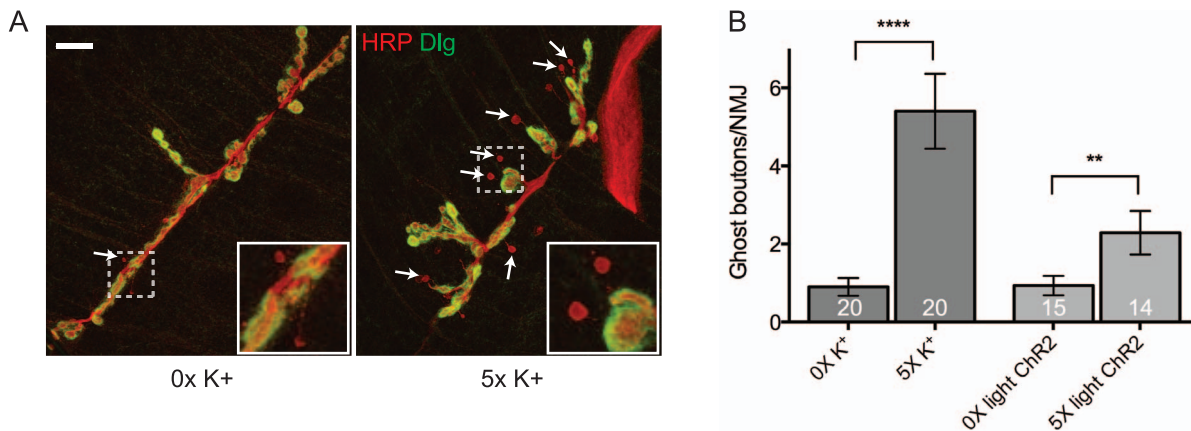 A
HRP Dlg
0x K+
5x K+
B
Ghost boutons/NMJ
6
4
2
0
****
**
20
20
15
14
0X K⁺
5X K⁺
0X light ChR2
5X light ChR2